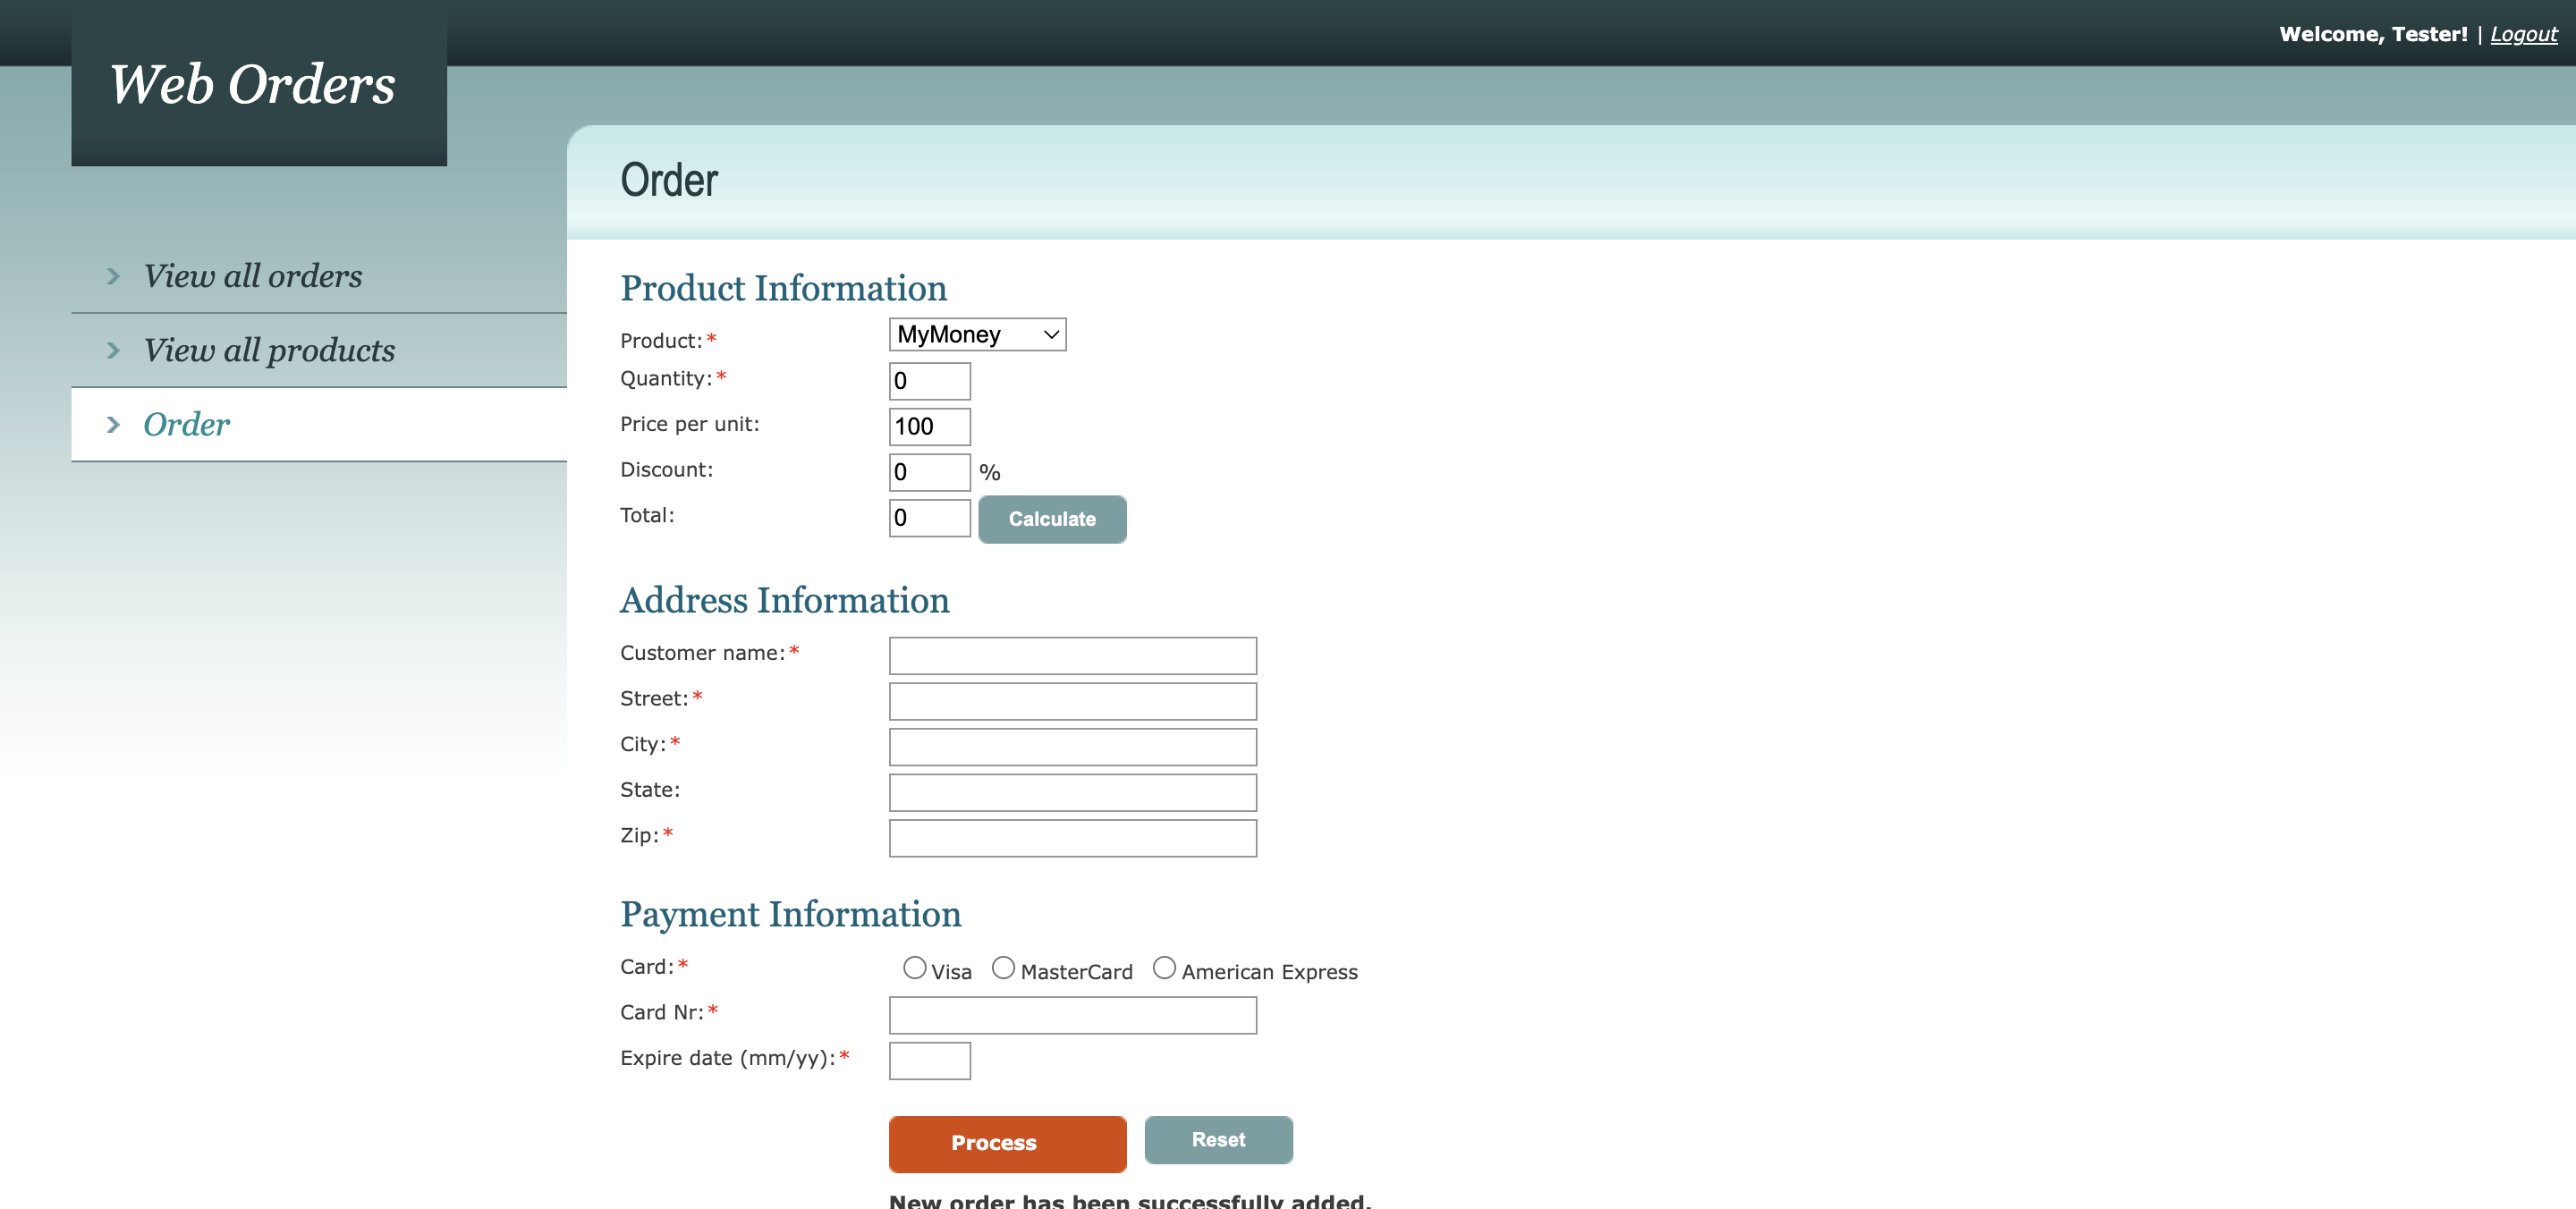 Welcome, Tester! | Logout
Web Orders
Order
View all orders
View all products
Order
Product Information
Product:* MyMoney
Quantity:* 0
Price per unit: 100
Discount: 0 %
Total: 0 Calculate
Address Information
Customer name:*
Street:*
City:*
State:
Zip:*
Payment Information
Card:* Visa MasterCard American Express
Card Nr:*
Expire date (mm/yy):*
Process Reset
New order has been successfully added.